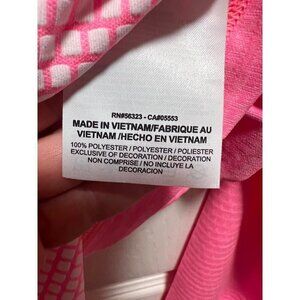 RN#56323 - CA#05553
MADE IN VIETNAM/FABRIQUE AU
VIETNAM /HECHO EN VIETNAM
100% POLYESTER / POLYESTER / POLIESTER
EXCLUSIVE OF DECORATION / DECORATION
NON COMPRISE / NO INCLUYE LA
DECORACION